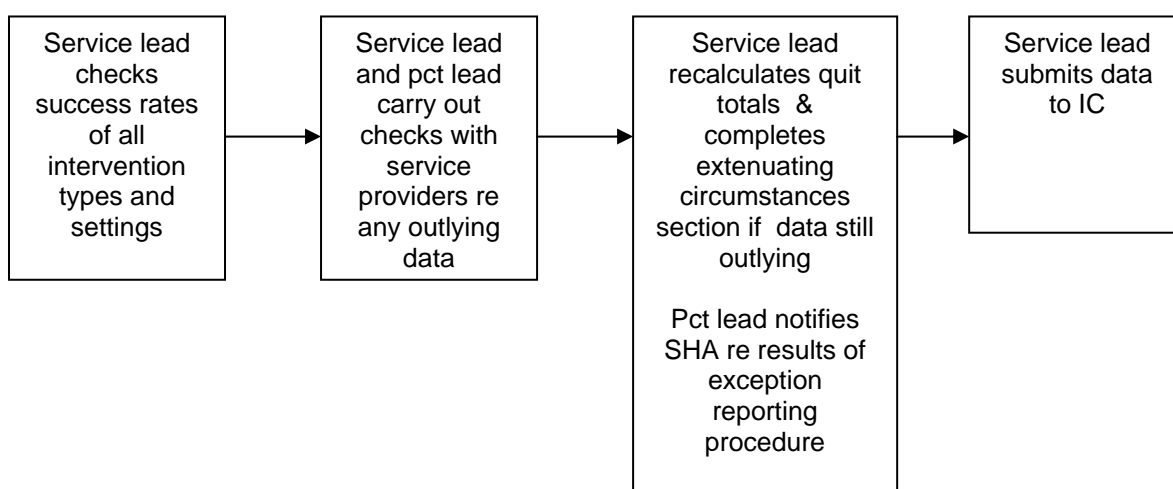 Service lead
checks
success rates
of all
intervention
types and
settings
Service lead
and pct lead
carry out
checks with
service
providers re
any outlying
data
Service lead
recalculates quit
totals & 
completes
extenuating
circumstances
section if data still
outlying
Pct lead notifies
SHA re results of
exception
reporting
procedure
Service lead
submits data
to IC